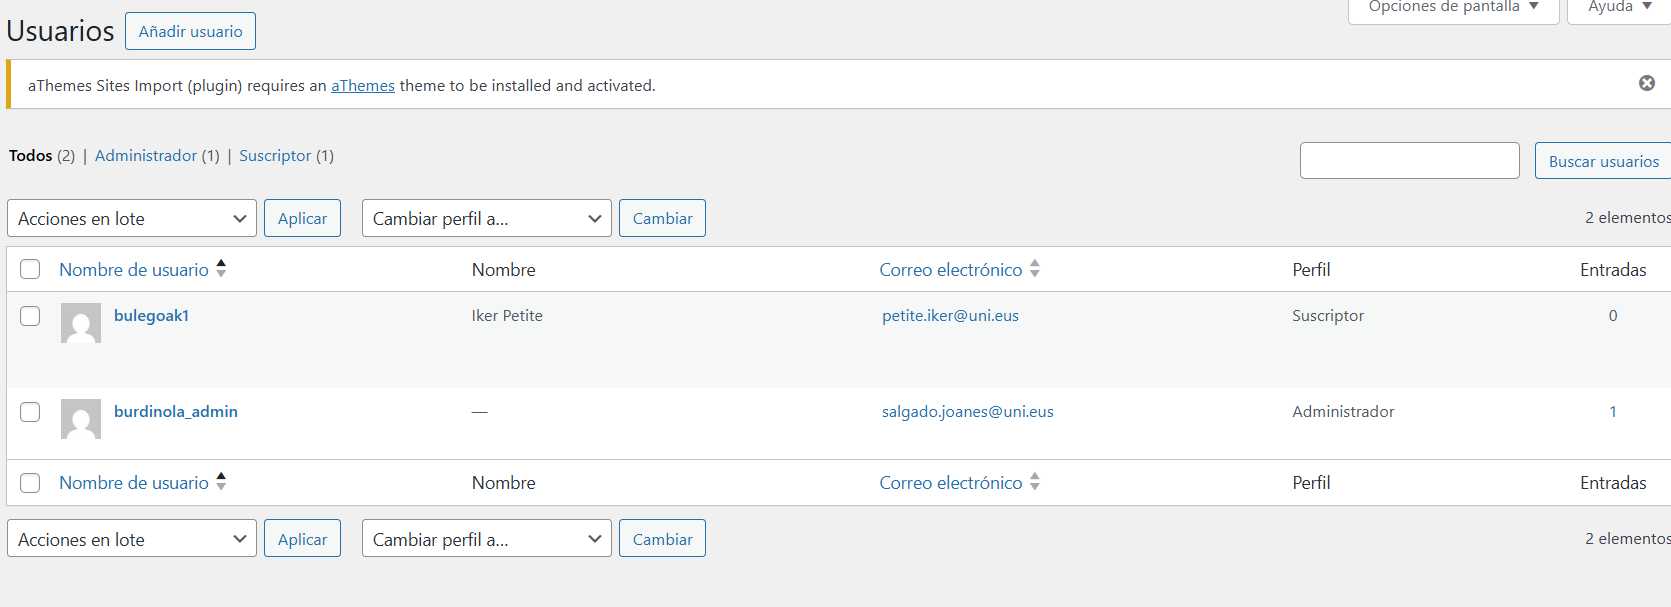 Opciones de pantalla Ayuda
Usuarios Añadir usuario
aThemes Sites Import (plugin) requires an aThemes theme to be installed and activated.
Todos (2) | Administrador (1) | Suscriptor (1)
Buscar usuarios
Acciones en lote Aplicar Cambiar perfil a... Cambiar 2 elementos
Nombre de usuario Nombre Correo electrónico Perfil Entradas
bulegoak1 Iker Petite petite.iker@uni.eus Suscriptor 0
burdinola_admin — salgado.joanes@uni.eus Administrador 1
Nombre de usuario Nombre Correo electrónico Perfil Entradas
Acciones en lote Aplicar Cambiar perfil a... Cambiar 2 elementos